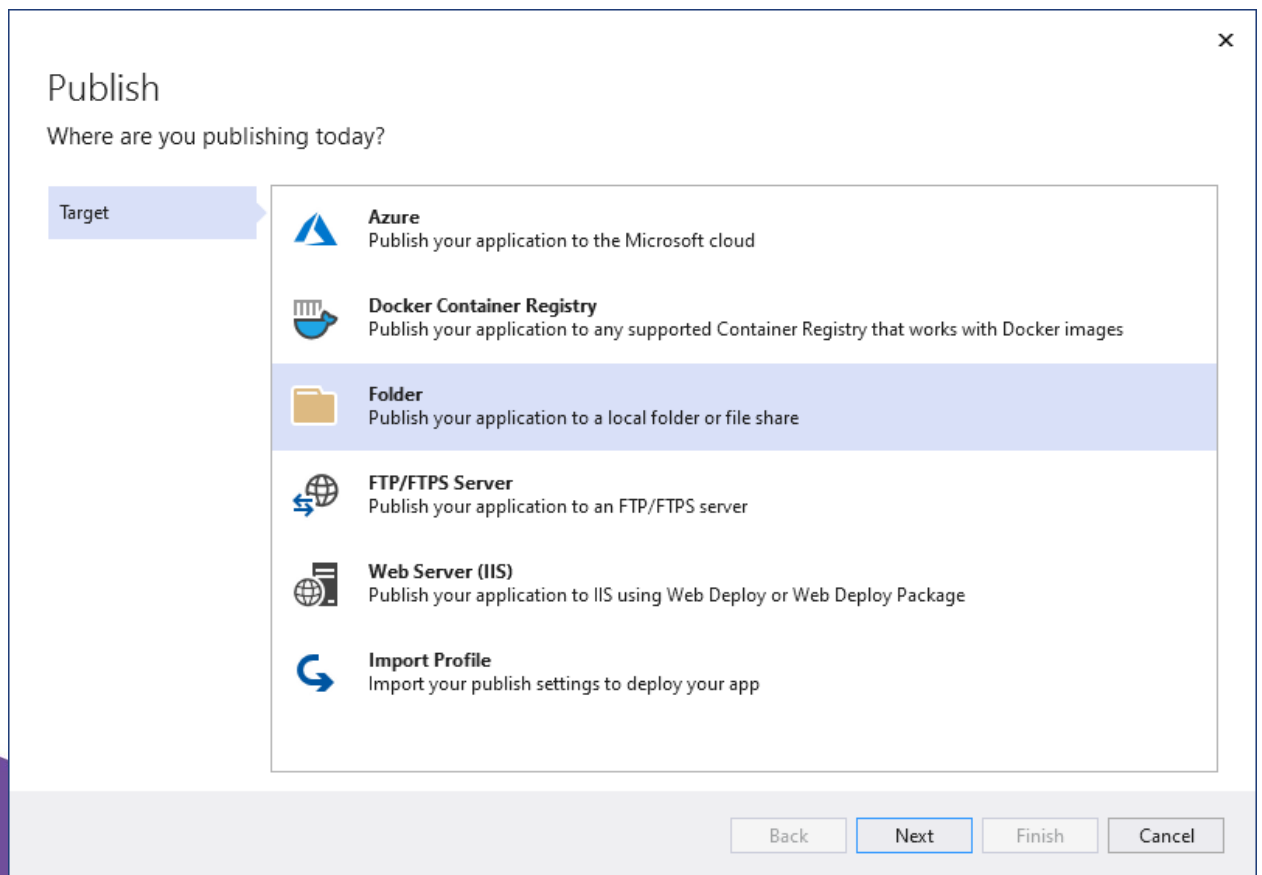 Publish
Where are you publishing today?
Target
Azure
Publish your application to the Microsoft cloud
Docker Container Registry
Publish your application to any supported Container Registry that works with Docker images
Folder
Publish your application to a local folder or file share
FTP/FTPS Server
Publish your application to an FTP/FTPS server
Web Server (IIS)
Publish your application to IIS using Web Deploy or Web Deploy Package
Import Profile
Import your publish settings to deploy your app
Back
Next
Finish
Cancel